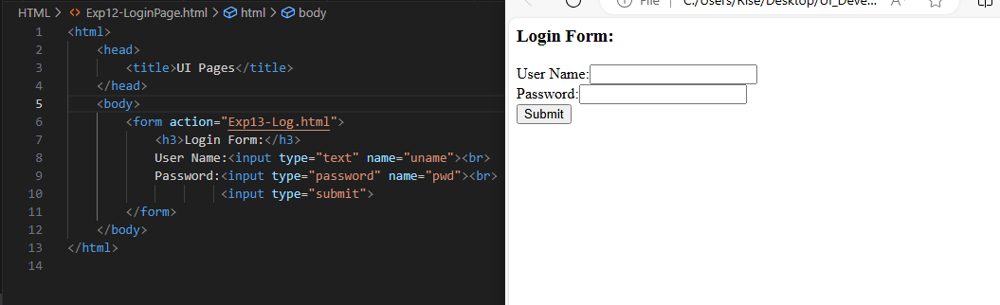 HTML > <> Exp12-LoginPage.html > html > body
1 <html>
2 <head>
3 <title>UI Pages</title>
4 </head>
5 <body>
6 <form action="Exp13-Log.html">
7 <h3>Login Form:</h3>
8 User Name:<input type="text" name="uname"><br>
9 Password:<input type="password" name="pwd"><br>
10 <input type="submit">
11 </form>
12 </body>
13 </html>
14
File | C:/Users/Rise/Desktop/UI_Deve...
Login Form:
User Name:
Password:
Submit